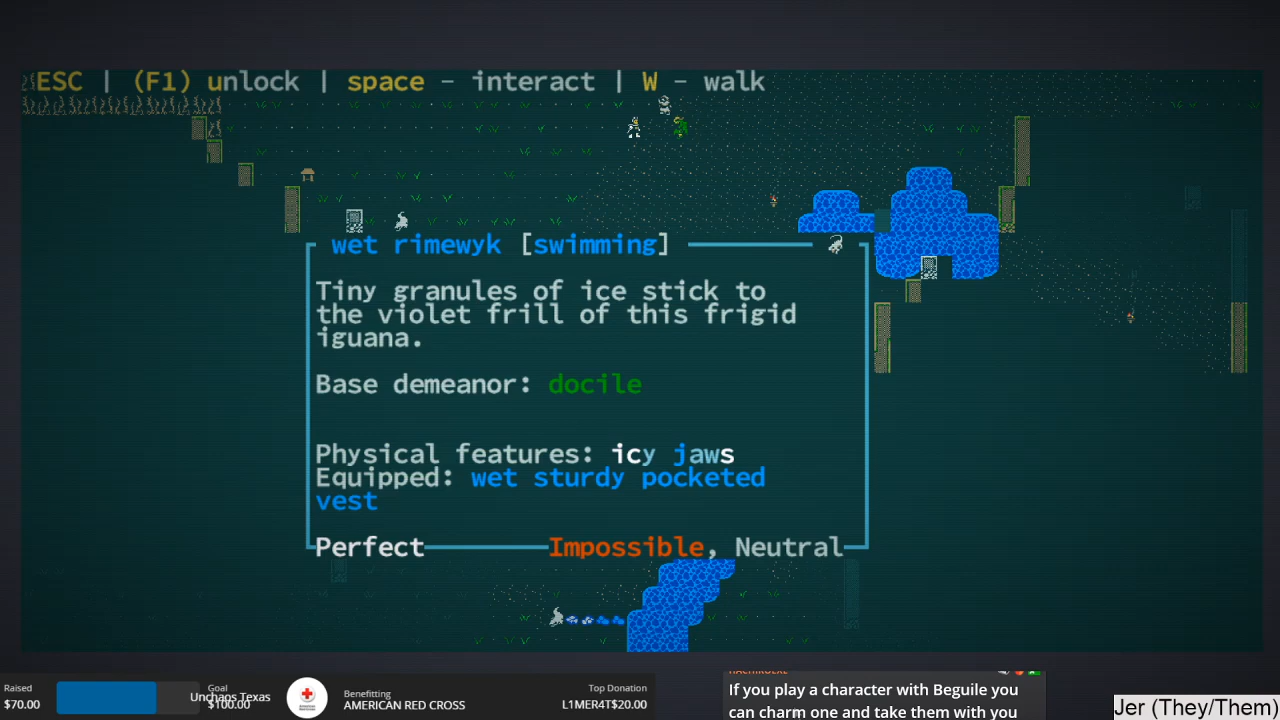 ESC | (F1) unlock | space - interact | W - walk
wet rimewyk [swimming]
Tiny granules of ice stick to
the violet frill of this frigid
iguana.
Base demeanor: docile
Physical features: icy jaws
Equipped: wet sturdy pocketed
vest
Perfect Impossible, Neutral
Raised
$70.00
Goal
$100.00
Unchaos Texas
Benefitting
AMERICAN RED CROSS
Top Donation
L1MER4T$20.00
If you play a character with Beguile you
can charm one and take them with you
Jer (They/Them)